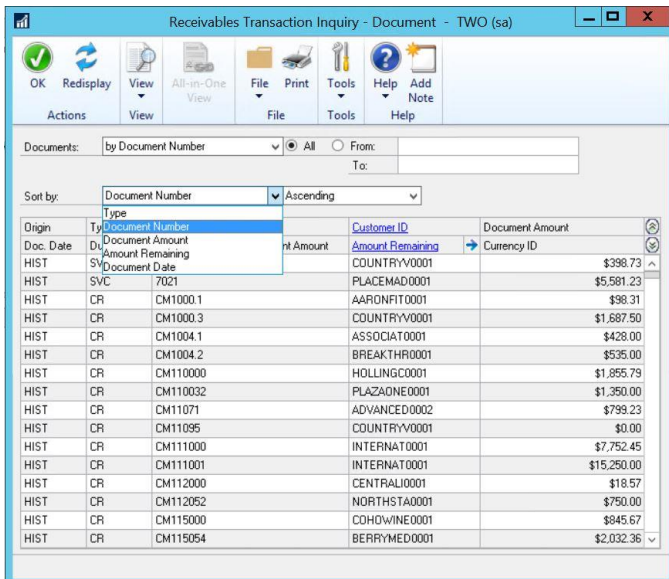 Receivables Transaction Inquiry - Document - TWO (sa)
OK Redisplay View All-in-One View File Print Tools Help Add Note
Actions View File Tools Help
Documents: by Document Number All From:
To:
Sort by: Document Number Ascending
Type
Document Number
Document Amount
Amount Remaining
Document Date
Origin Ty Customer ID Document Amount
Doc. Date Du nt Amount Amount Remaining Currency ID
HIST SV COUNTRYV0001 $398.73
HIST SVC 7021 PLACEMAD0001 $5,581.23
HIST CR CM1000.1 AARONFIT0001 $98.31
HIST CR CM1000.3 COUNTRYV0001 $1,687.50
HIST CR CM1004.1 ASSOCIAT0001 $428.00
HIST CR CM1004.2 BREAKTHR0001 $535.00
HIST CR CM110000 HOLLINGC0001 $1,855.79
HIST CR CM110032 PLAZAONE0001 $1,350.00
HIST CR CM11071 ADVANCED0002 $799.23
HIST CR CM11095 COUNTRYV0001 $0.00
HIST CR CM111000 INTERNAT0001 $7,752.45
HIST CR CM111001 INTERNAT0001 $15,250.00
HIST CR CM112000 CENTRALI0001 $18.57
HIST CR CM112052 NORTHSTA0001 $750.00
HIST CR CM115000 COHOWINE0001 $845.67
HIST CR CM115054 BERRYMED0001 $2,032.36